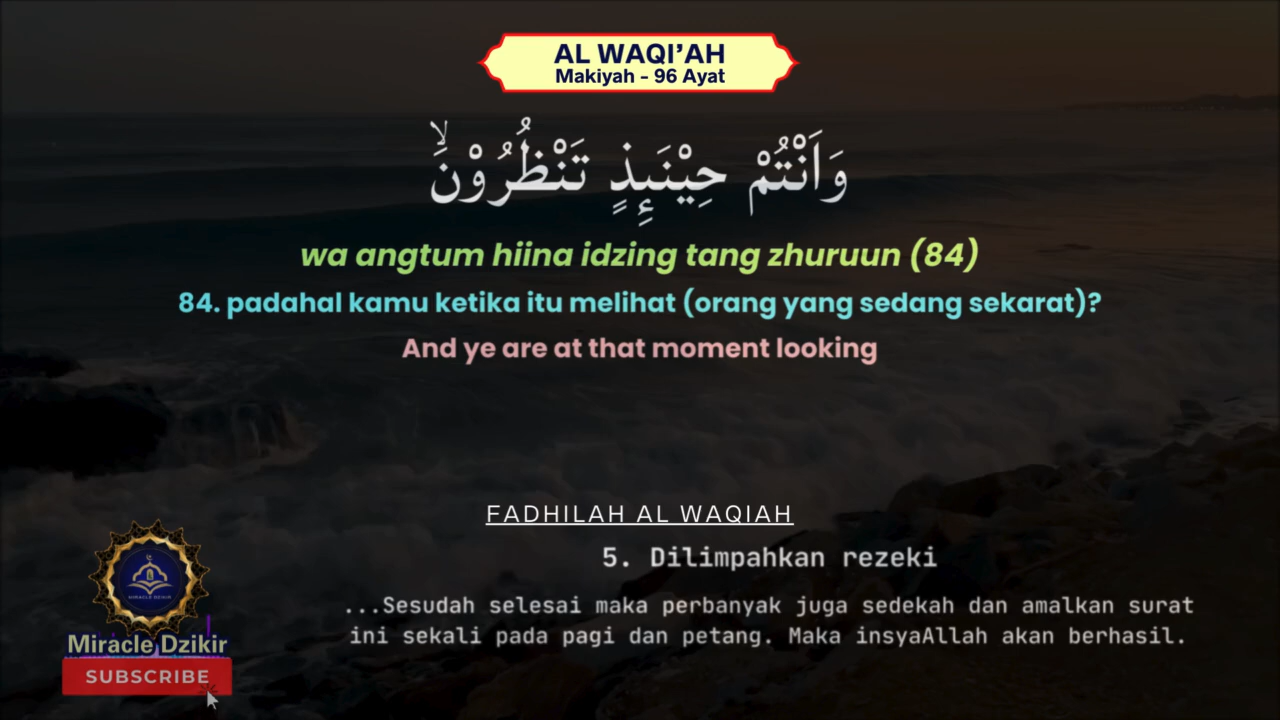 AL WAQI'AH
Makiyah - 96 Ayat
وَاَنْتُمْ حِيْنَىِٕذٍ تَنْظُرُوْنَۙ
wa angtum hiina idzing tang zhuruun (84)
84. padahal kamu ketika itu melihat (orang yang sedang sekarat)?
And ye are at that moment looking
FADHILAH AL WAQIAH
5. Dilimpahkan rezeki
...Sesudah selesai maka perbanyak juga sedekah dan amalkan surat
ini sekali pada pagi dan petang. Maka insyaAllah akan berhasil.
MIRACLE DZIKIR
Miracle Dzikir
SUBSCRIBE